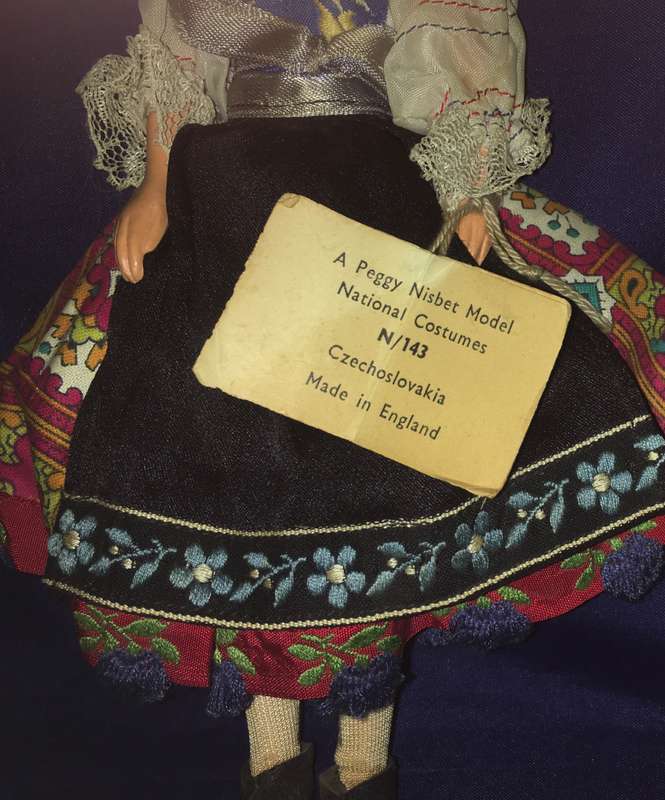 A Peggy Nisbet Model
National Costumes
N/143
Czechoslovakia
Made in England